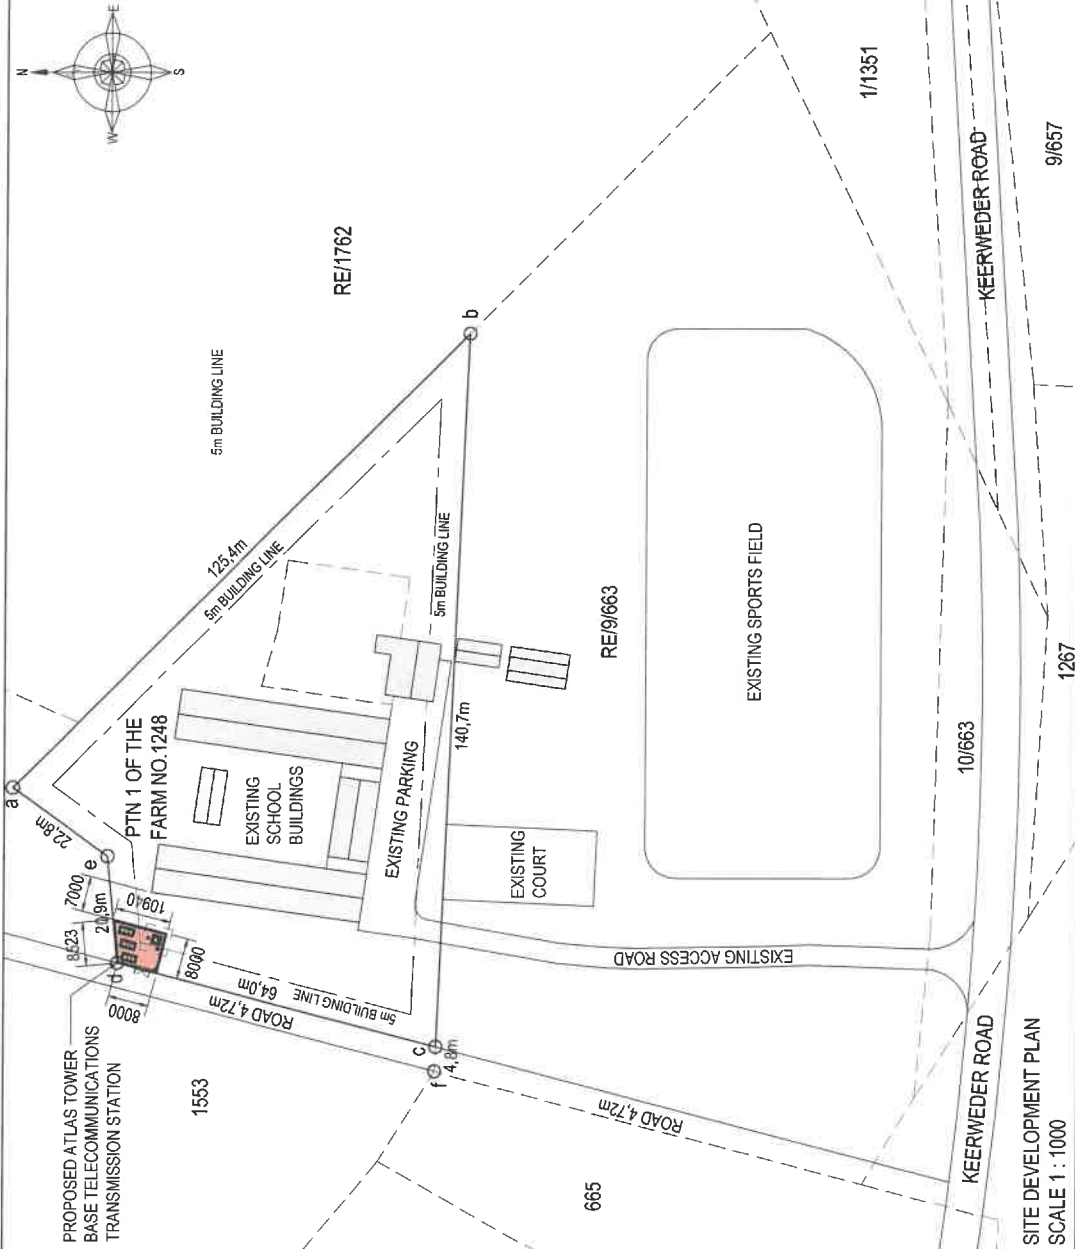 N
E
W
S
1/1351
KEERWEDER ROAD
9/657
RE/1762
5m BUILDING LINE
b
125,4m
5m BUILDING LINE
5m BUILDING LINE
a
22,8m
e
PTN 1 OF THE
FARM NO.1248
7000
20,9m
10940
8523
d
8000
8000
EXISTING
SCHOOL
BUILDINGS
EXISTING PARKING
140,7m
RE/9/663
EXISTING SPORTS FIELD
10/663
1267
EXISTING
COURT
EXISTING ACCESS ROAD
64,0m
5m BUILDING LINE
ROAD 4,72m
c
4,8m
f
ROAD 4,72m
PROPOSED ATLAS TOWER
BASE TELECOMMUNICATIONS
TRANSMISSION STATION
1553
665
KEERWEDER ROAD
SITE DEVELOPMENT PLAN
SCALE 1 : 1000